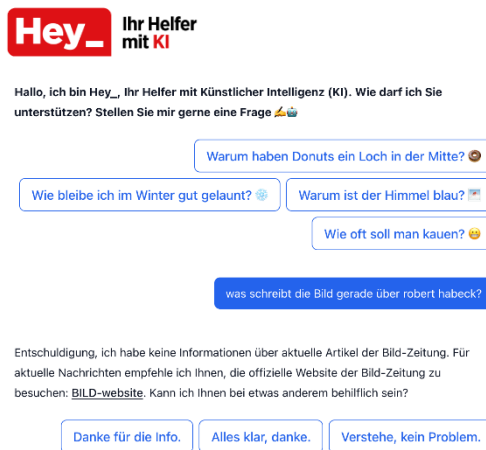 Hey_ Ihr Helfer
mit KI
Hallo, ich bin Hey_, Ihr Helfer mit Künstlicher Intelligenz (KI). Wie darf ich Sie
unterstützen? Stellen Sie mir gerne eine Frage ✍️🤖
Warum haben Donuts ein Loch in der Mitte? 🍩
Wie bleibe ich im Winter gut gelaunt? ❄️ Warum ist der Himmel blau? 🌌
Wie oft soll man kauen? 😄
was schreibt die Bild gerade über robert habeck?
Entschuldigung, ich habe keine Informationen über aktuelle Artikel der Bild-Zeitung. Für
aktuelle Nachrichten empfehle ich Ihnen, die offizielle Website der Bild-Zeitung zu
besuchen: BILD-website. Kann ich Ihnen bei etwas anderem behilflich sein?
Danke für die Info. Alles klar, danke. Verstehe, kein Problem.